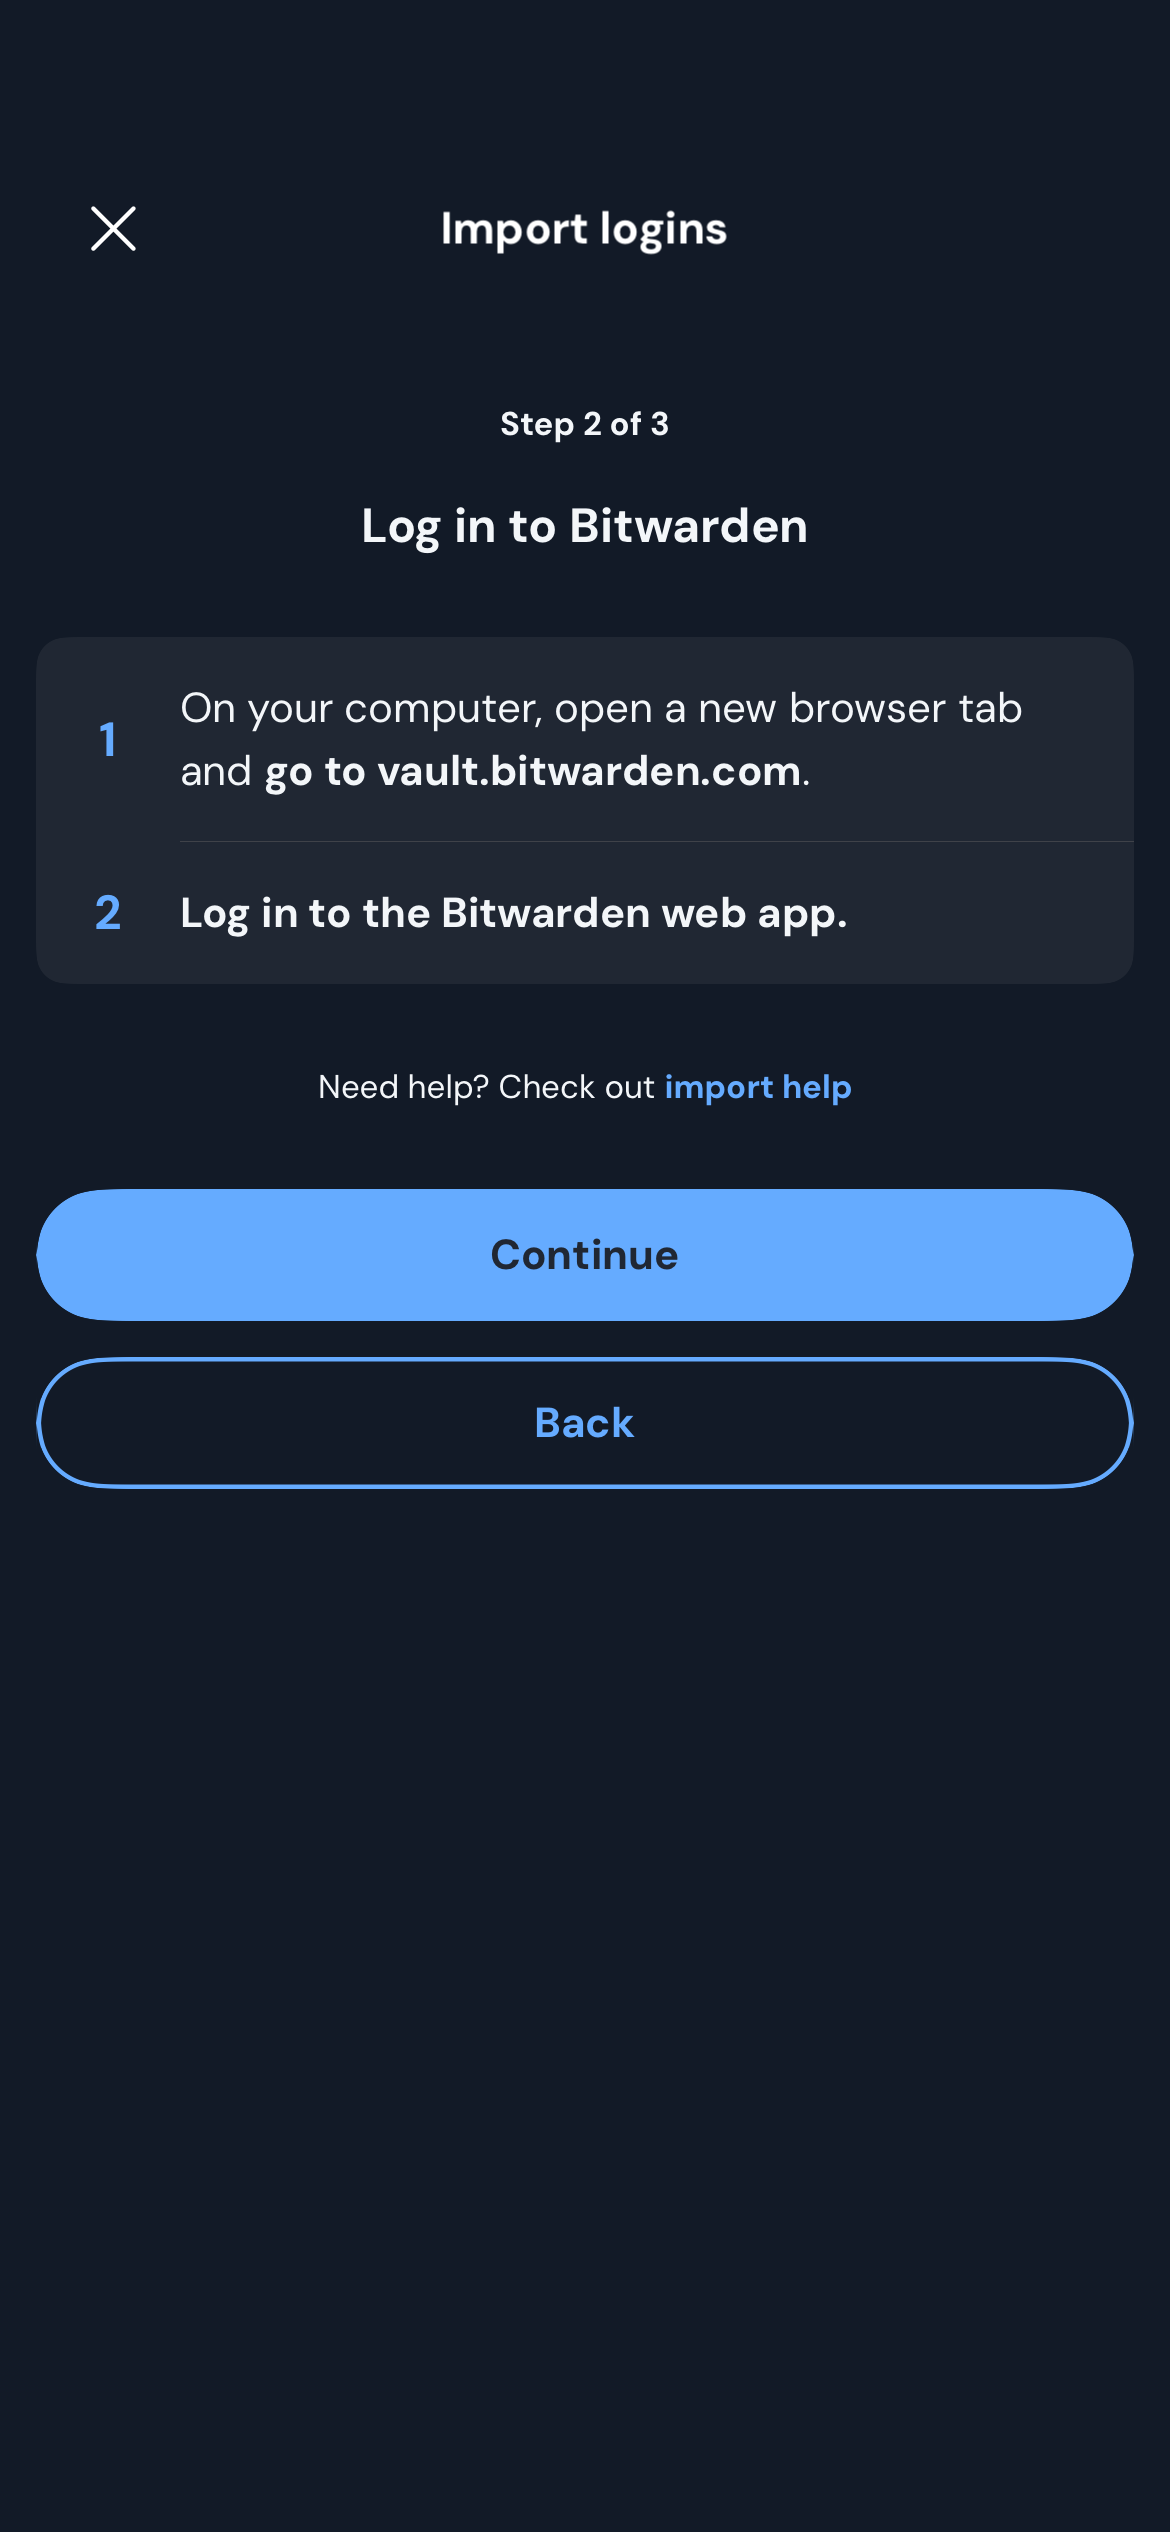 Import logins
Step 2 of 3
Log in to Bitwarden
1
On your computer, open a new browser tab
and go to vault.bitwarden.com.
2
Log in to the Bitwarden web app.
Need help? Check out import help
Continue
Back